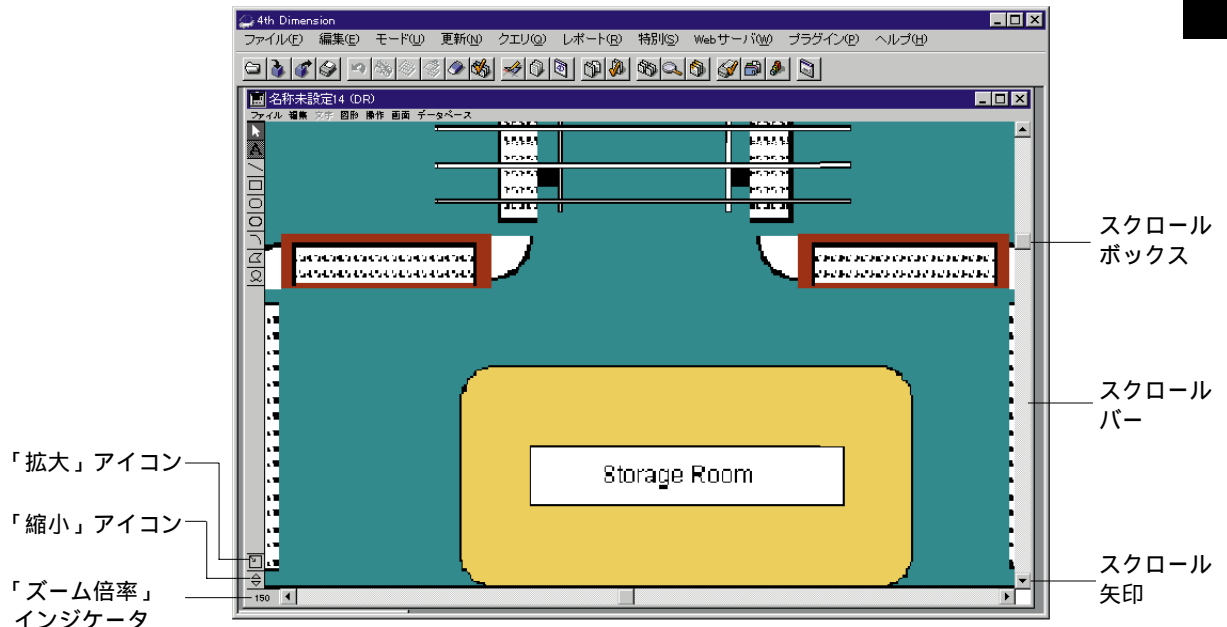 4th Dimension
ファイル(F) 編集(E) モード(U) 更新(N) クエリ(Q) レポート(R) 特別(S) Webサーバ(W) プラグイン(P) ヘルプ(H)
名称未設定14 (DR)
ファイル 編集 文字 図形 操作 画面 データベース
A
スクロール
ボックス
スクロール
バー
Storage Room
「拡大」アイコン
「縮小」アイコン
スクロール
矢印
「ズーム倍率」
インジケータ
150